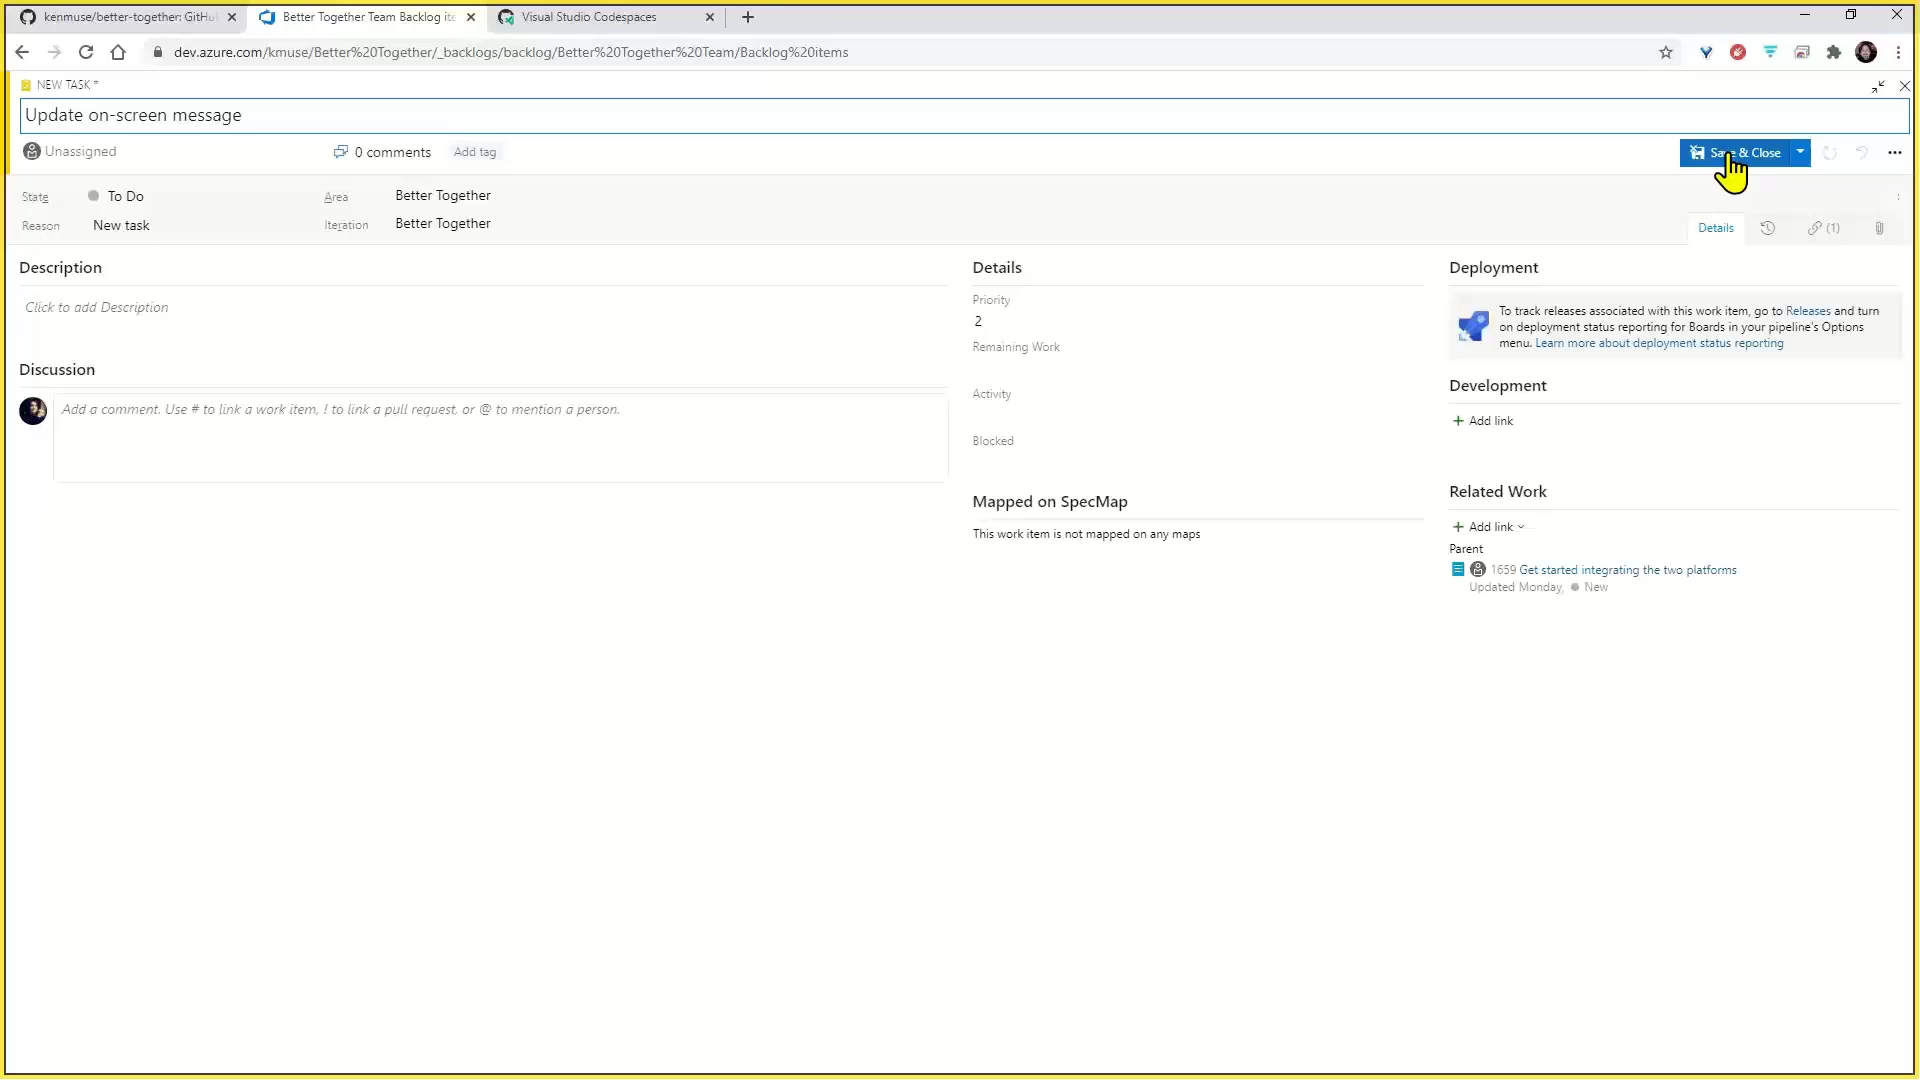 kenmuse/better-together: GitHu
Better Together Team Backlog ite
Visual Studio Codespaces
dev.azure.com/kmuse/Better%20Together/_backlogs/backlog/Better%20Together%20Team/Backlog%20items
NEW TASK *
Update on-screen message
Unassigned
0 comments
Add tag
Save & Close
State
To Do
Area
Better Together
Reason
New task
Iteration
Better Together
Details
(1)
Description
Click to add Description
Discussion
Add a comment. Use # to link a work item, ! to link a pull request, or @ to mention a person.
Details
Priority
2
Remaining Work
Activity
Blocked
Mapped on SpecMap
This work item is not mapped on any maps
Deployment
To track releases associated with this work item, go to Releases and turn
on deployment status reporting for Boards in your pipeline's Options
menu. Learn more about deployment status reporting
Development
+ Add link
Related Work
+ Add link
Parent
1659 Get started integrating the two platforms
Updated Monday, New